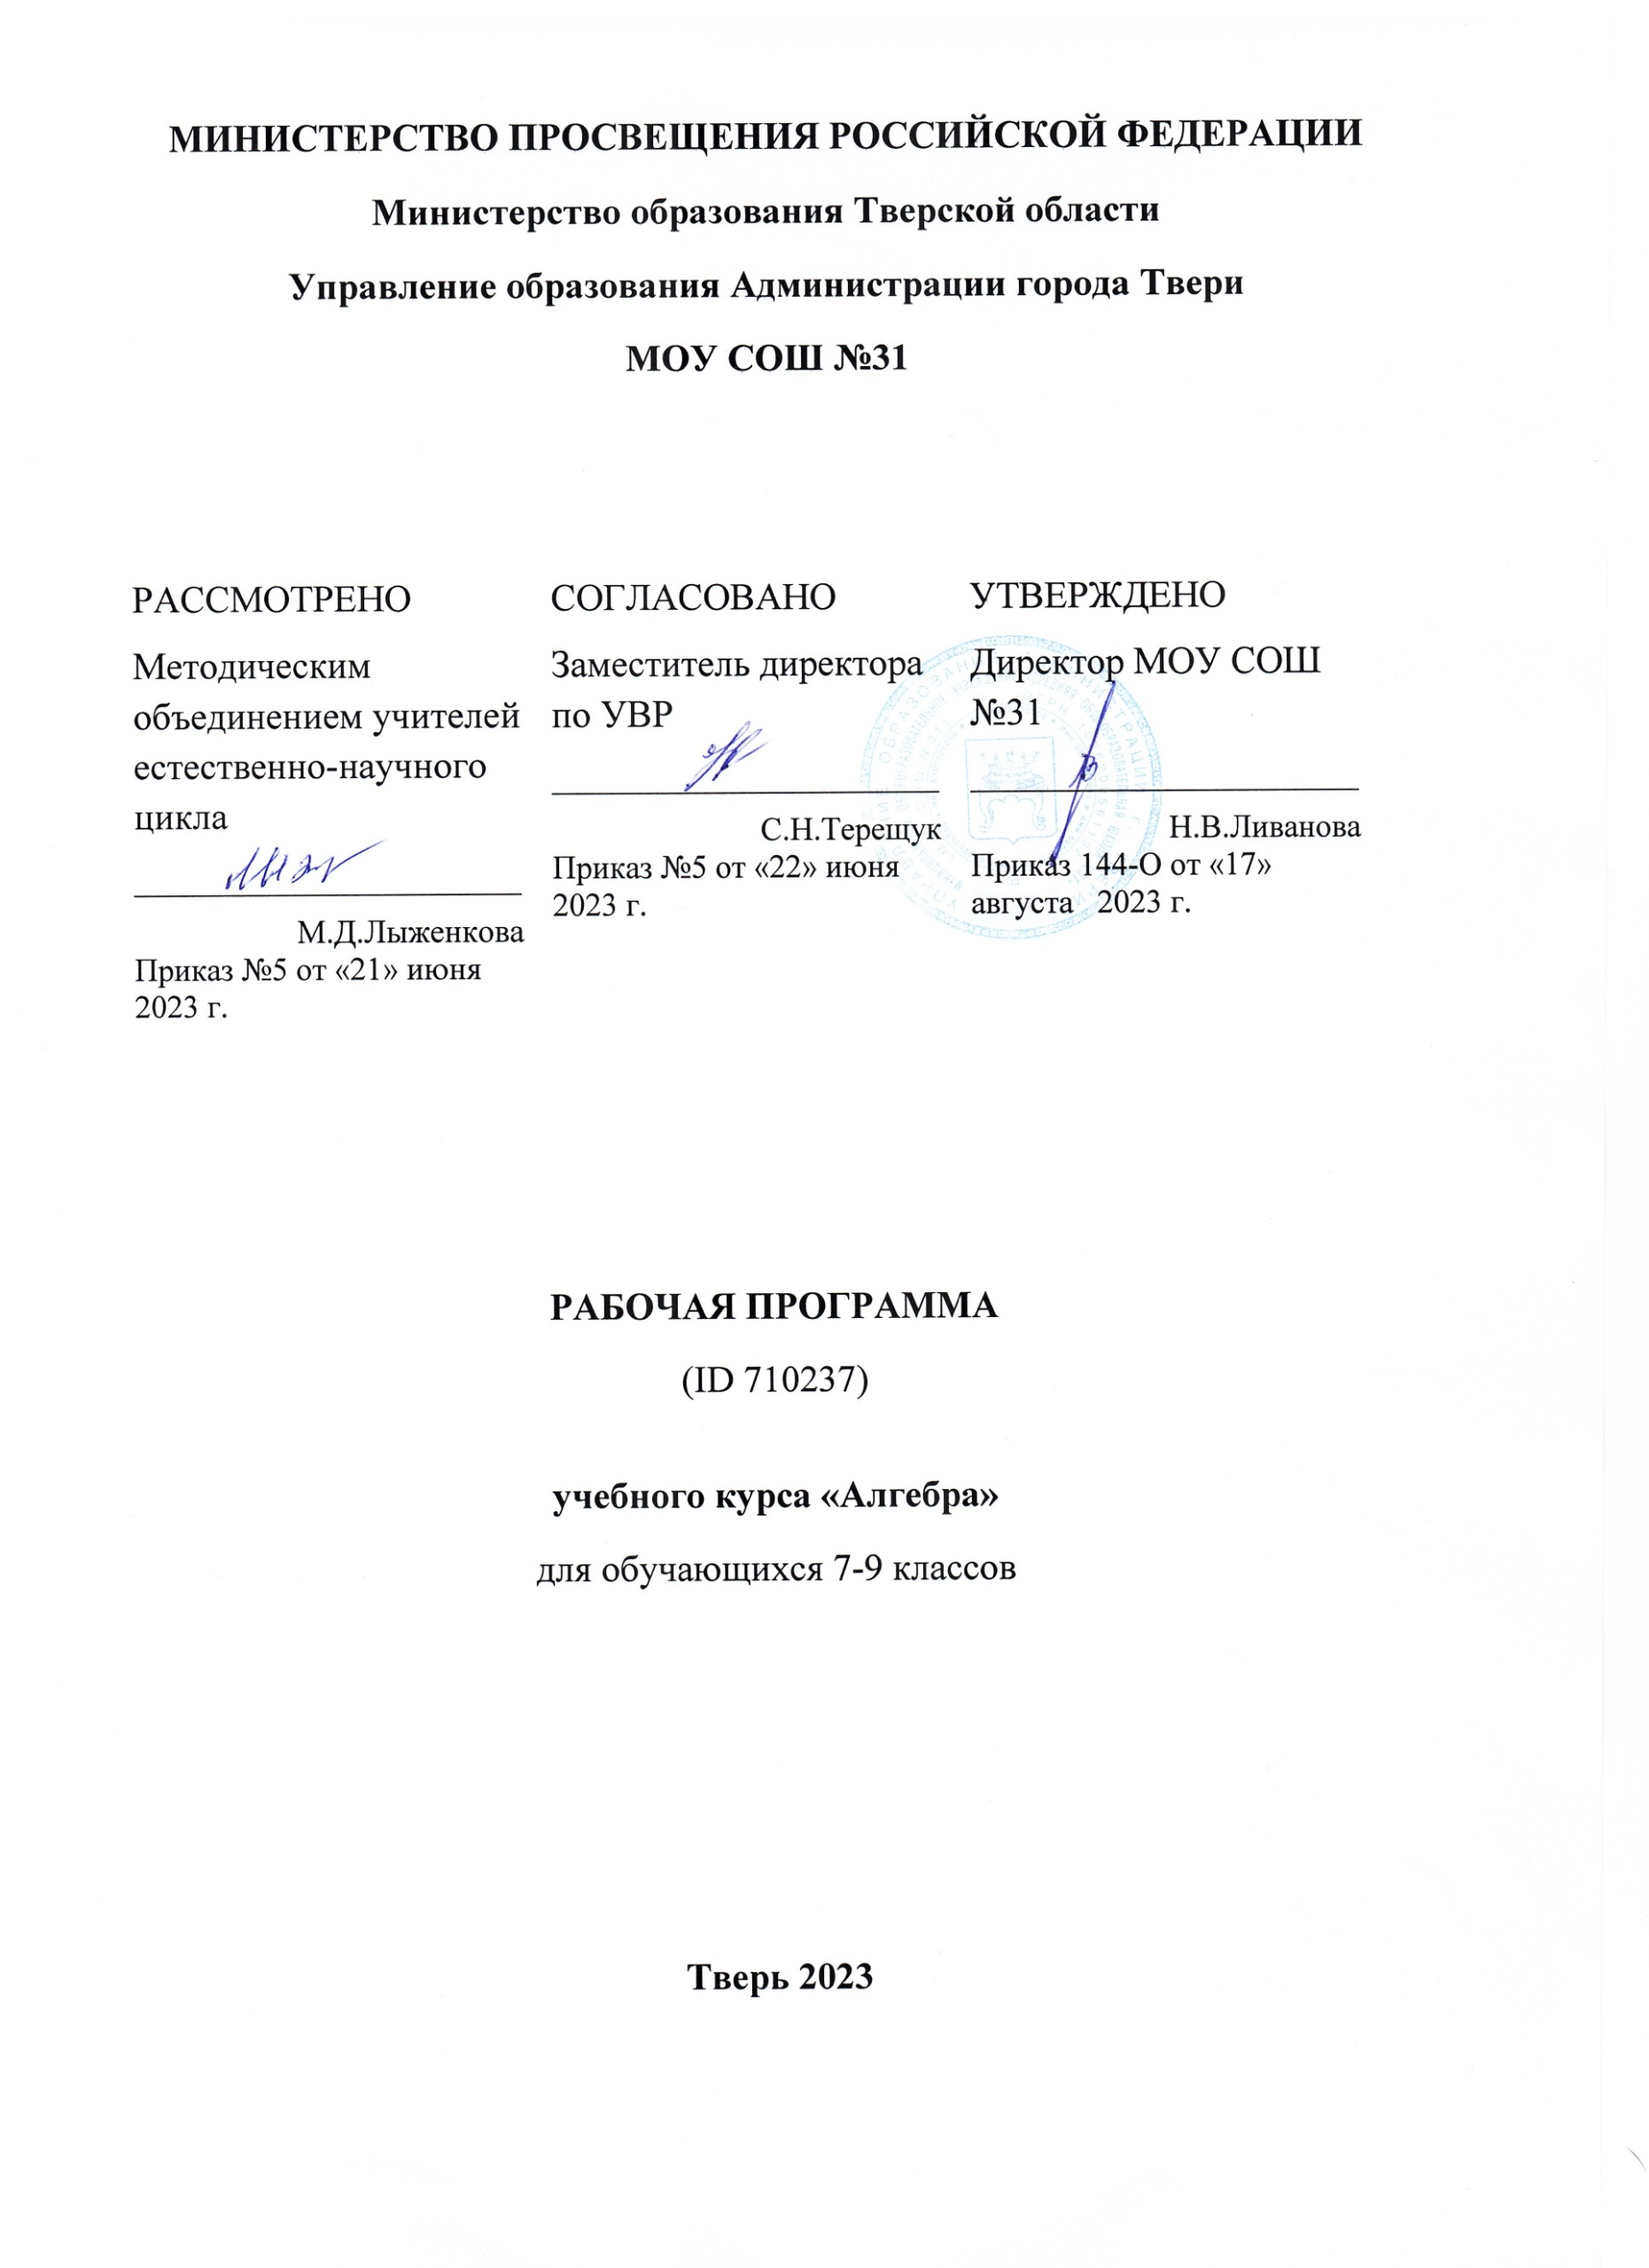 МИНИСТЕРСТВО ПРОСВЕЩЕНИЯ РОССИЙСКОЙ ФЕДЕРАЦИИ
Министерство образования Тверской области
Управление образования Администрации города Твери
МОУ СОШ №31
РАССМОТРЕНО
Методическим
объединением учителей
естественно-научного
цикла
М.Д.Лыженкова
Приказ №5 от «21» июня
2023 г.
СОГЛАСОВАНО
Заместитель директора
по УВР
С.Н.Терещук
Приказ №5 от «22» июня
2023 г.
УТВЕРЖДЕНО
Директор МОУ СОШ
№31
Н.В.Ливанова
Приказ 144-О от «17»
августа 2023 г.
РАБОЧАЯ ПРОГРАММА
(ID 710237)
учебного курса «Алгебра»
для обучающихся 7-9 классов
Тверь 2023